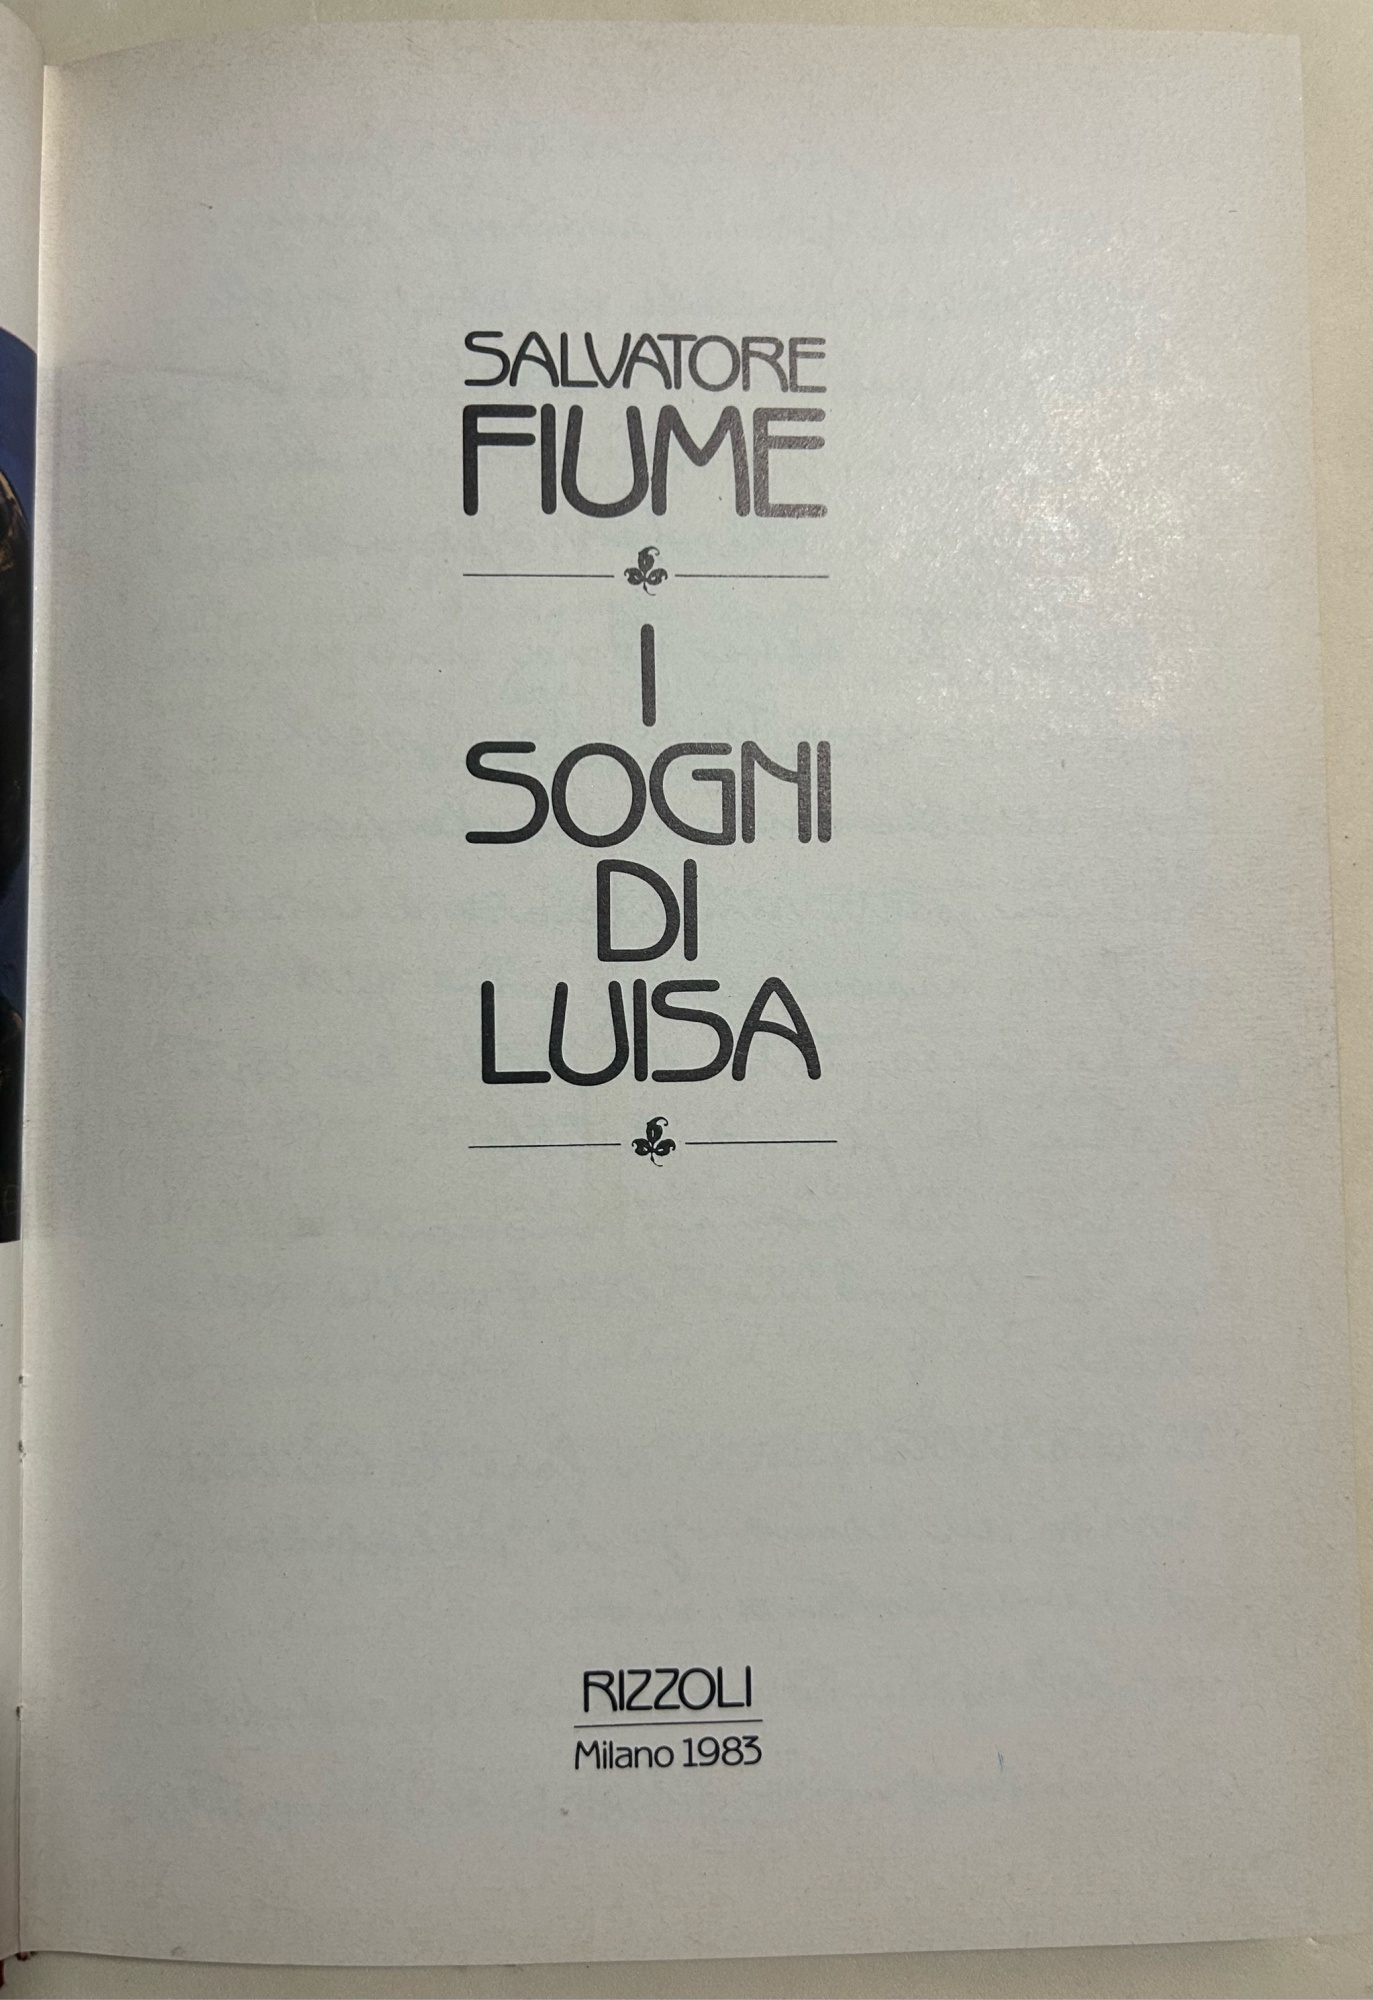 SALVATORE
FIUME
I
SOGNI
DI
LUISA
RIZZOLI
Milano 1983